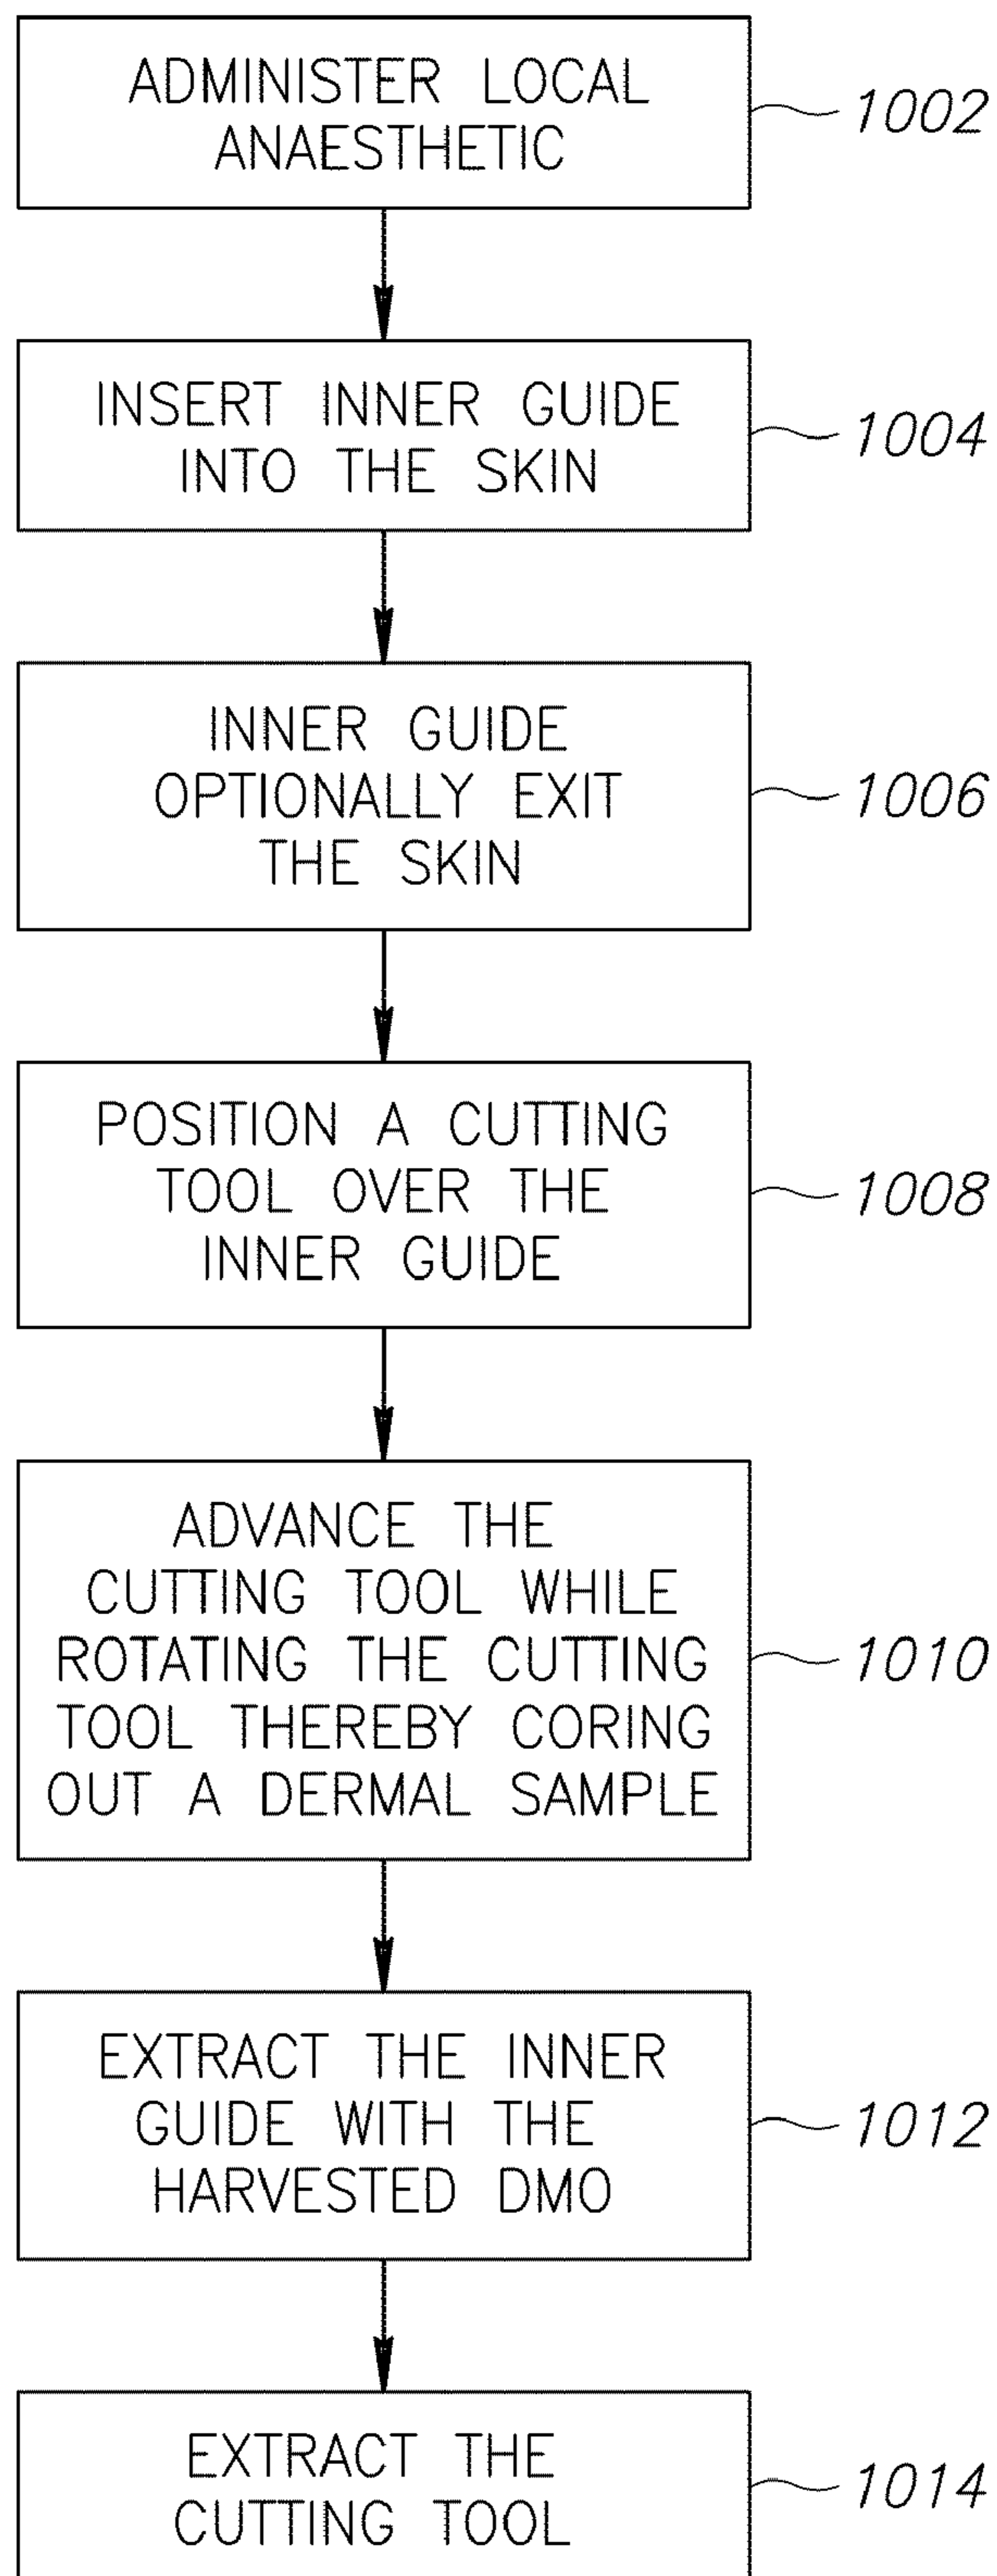 ADMINISTER LOCAL
ANAESTHETIC
1002
INSERT INNER GUIDE
INTO THE SKIN
1004
INNER GUIDE
OPTIONALLY EXIT
THE SKIN
1006
POSITION A CUTTING
TOOL OVER THE
INNER GUIDE
1008
ADVANCE THE
CUTTING TOOL WHILE
ROTATING THE CUTTING
TOOL THEREBY CORING
OUT A DERMAL SAMPLE
1010
EXTRACT THE INNER
GUIDE WITH THE
HARVESTED DMO
1012
EXTRACT THE
CUTTING TOOL
1014